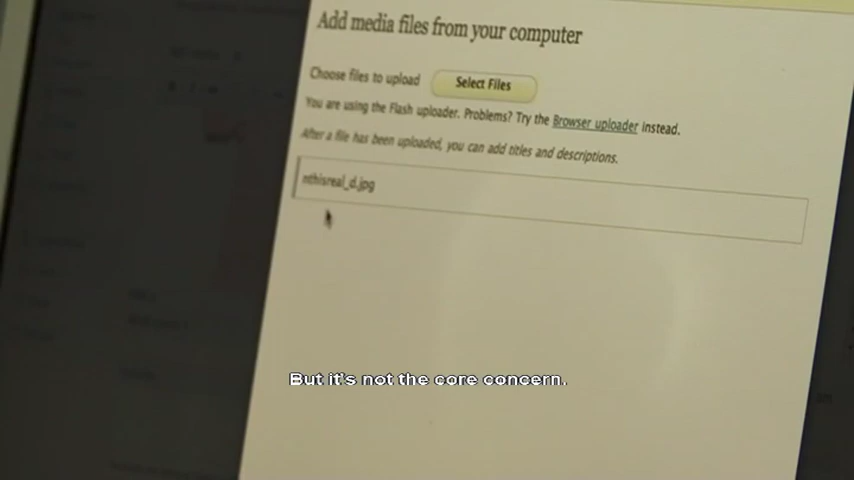 Add media files from your computer
Choose files to upload Select Files
You are using the Flash uploader. Problems? Try the Browser uploader instead.
After a file has been uploaded, you can add titles and descriptions.
nthisreal_d.jpg
But it's not the core concern.